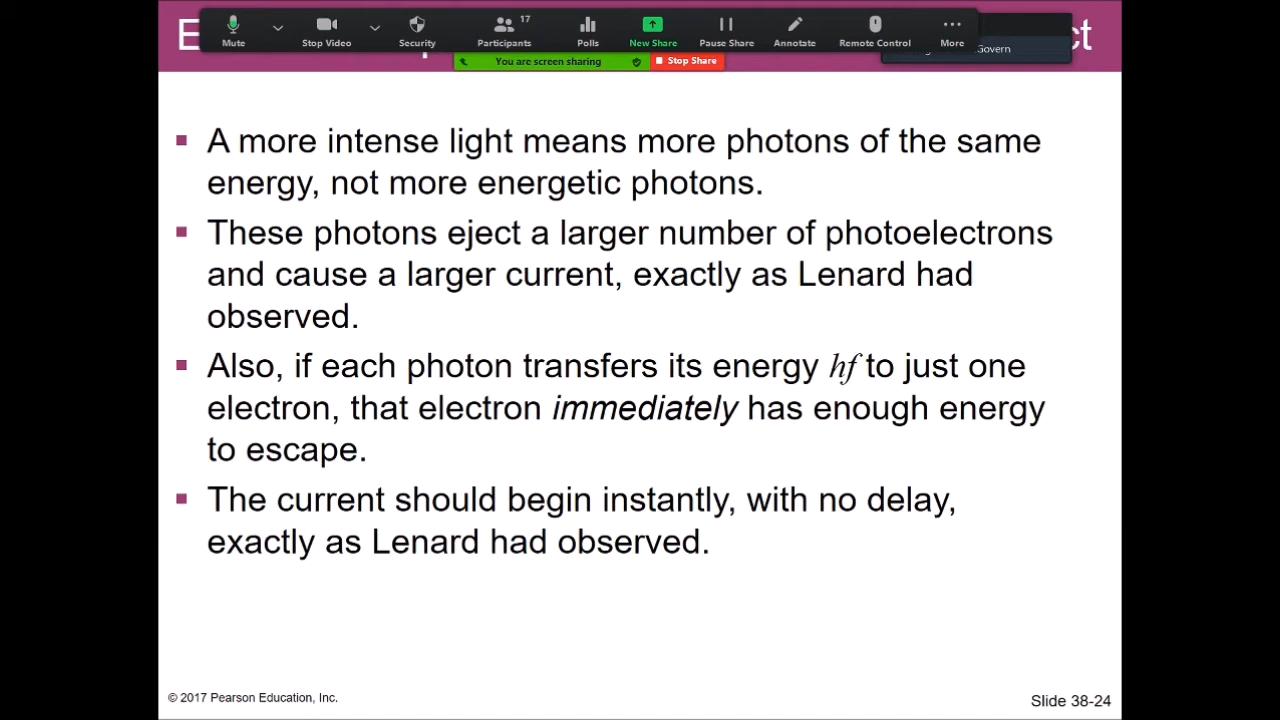 Mute
Stop Video
Security
Participants
17
Polls
New Share
Pause Share
Annotate
Remote Control
More
You are screen sharing
Stop Share
Govern
A more intense light means more photons of the same
energy, not more energetic photons.
These photons eject a larger number of photoelectrons
and cause a larger current, exactly as Lenard had
observed.
Also, if each photon transfers its energy hf to just one
electron, that electron immediately has enough energy
to escape.
The current should begin instantly, with no delay,
exactly as Lenard had observed.
© 2017 Pearson Education, Inc.
Slide 38-24